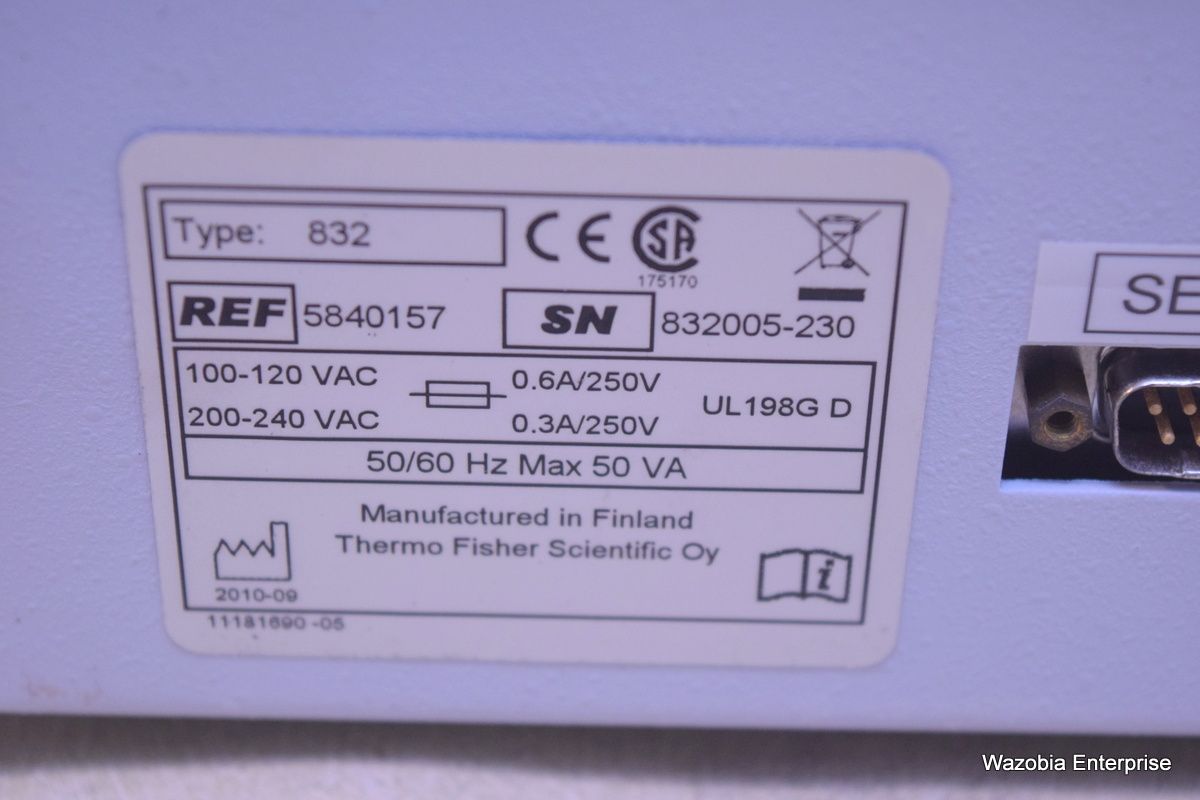 Type: 832
CE SA
175170
REF 5840157 SN 832005-230
100-120 VAC 0.6A/250V
200-240 VAC 0.3A/250V
UL198G D
50/60 Hz Max 50 VA
Manufactured in Finland
Thermo Fisher Scientific Oy
i
2010-09
11181690 -05
SE
Wazobia Enterprise